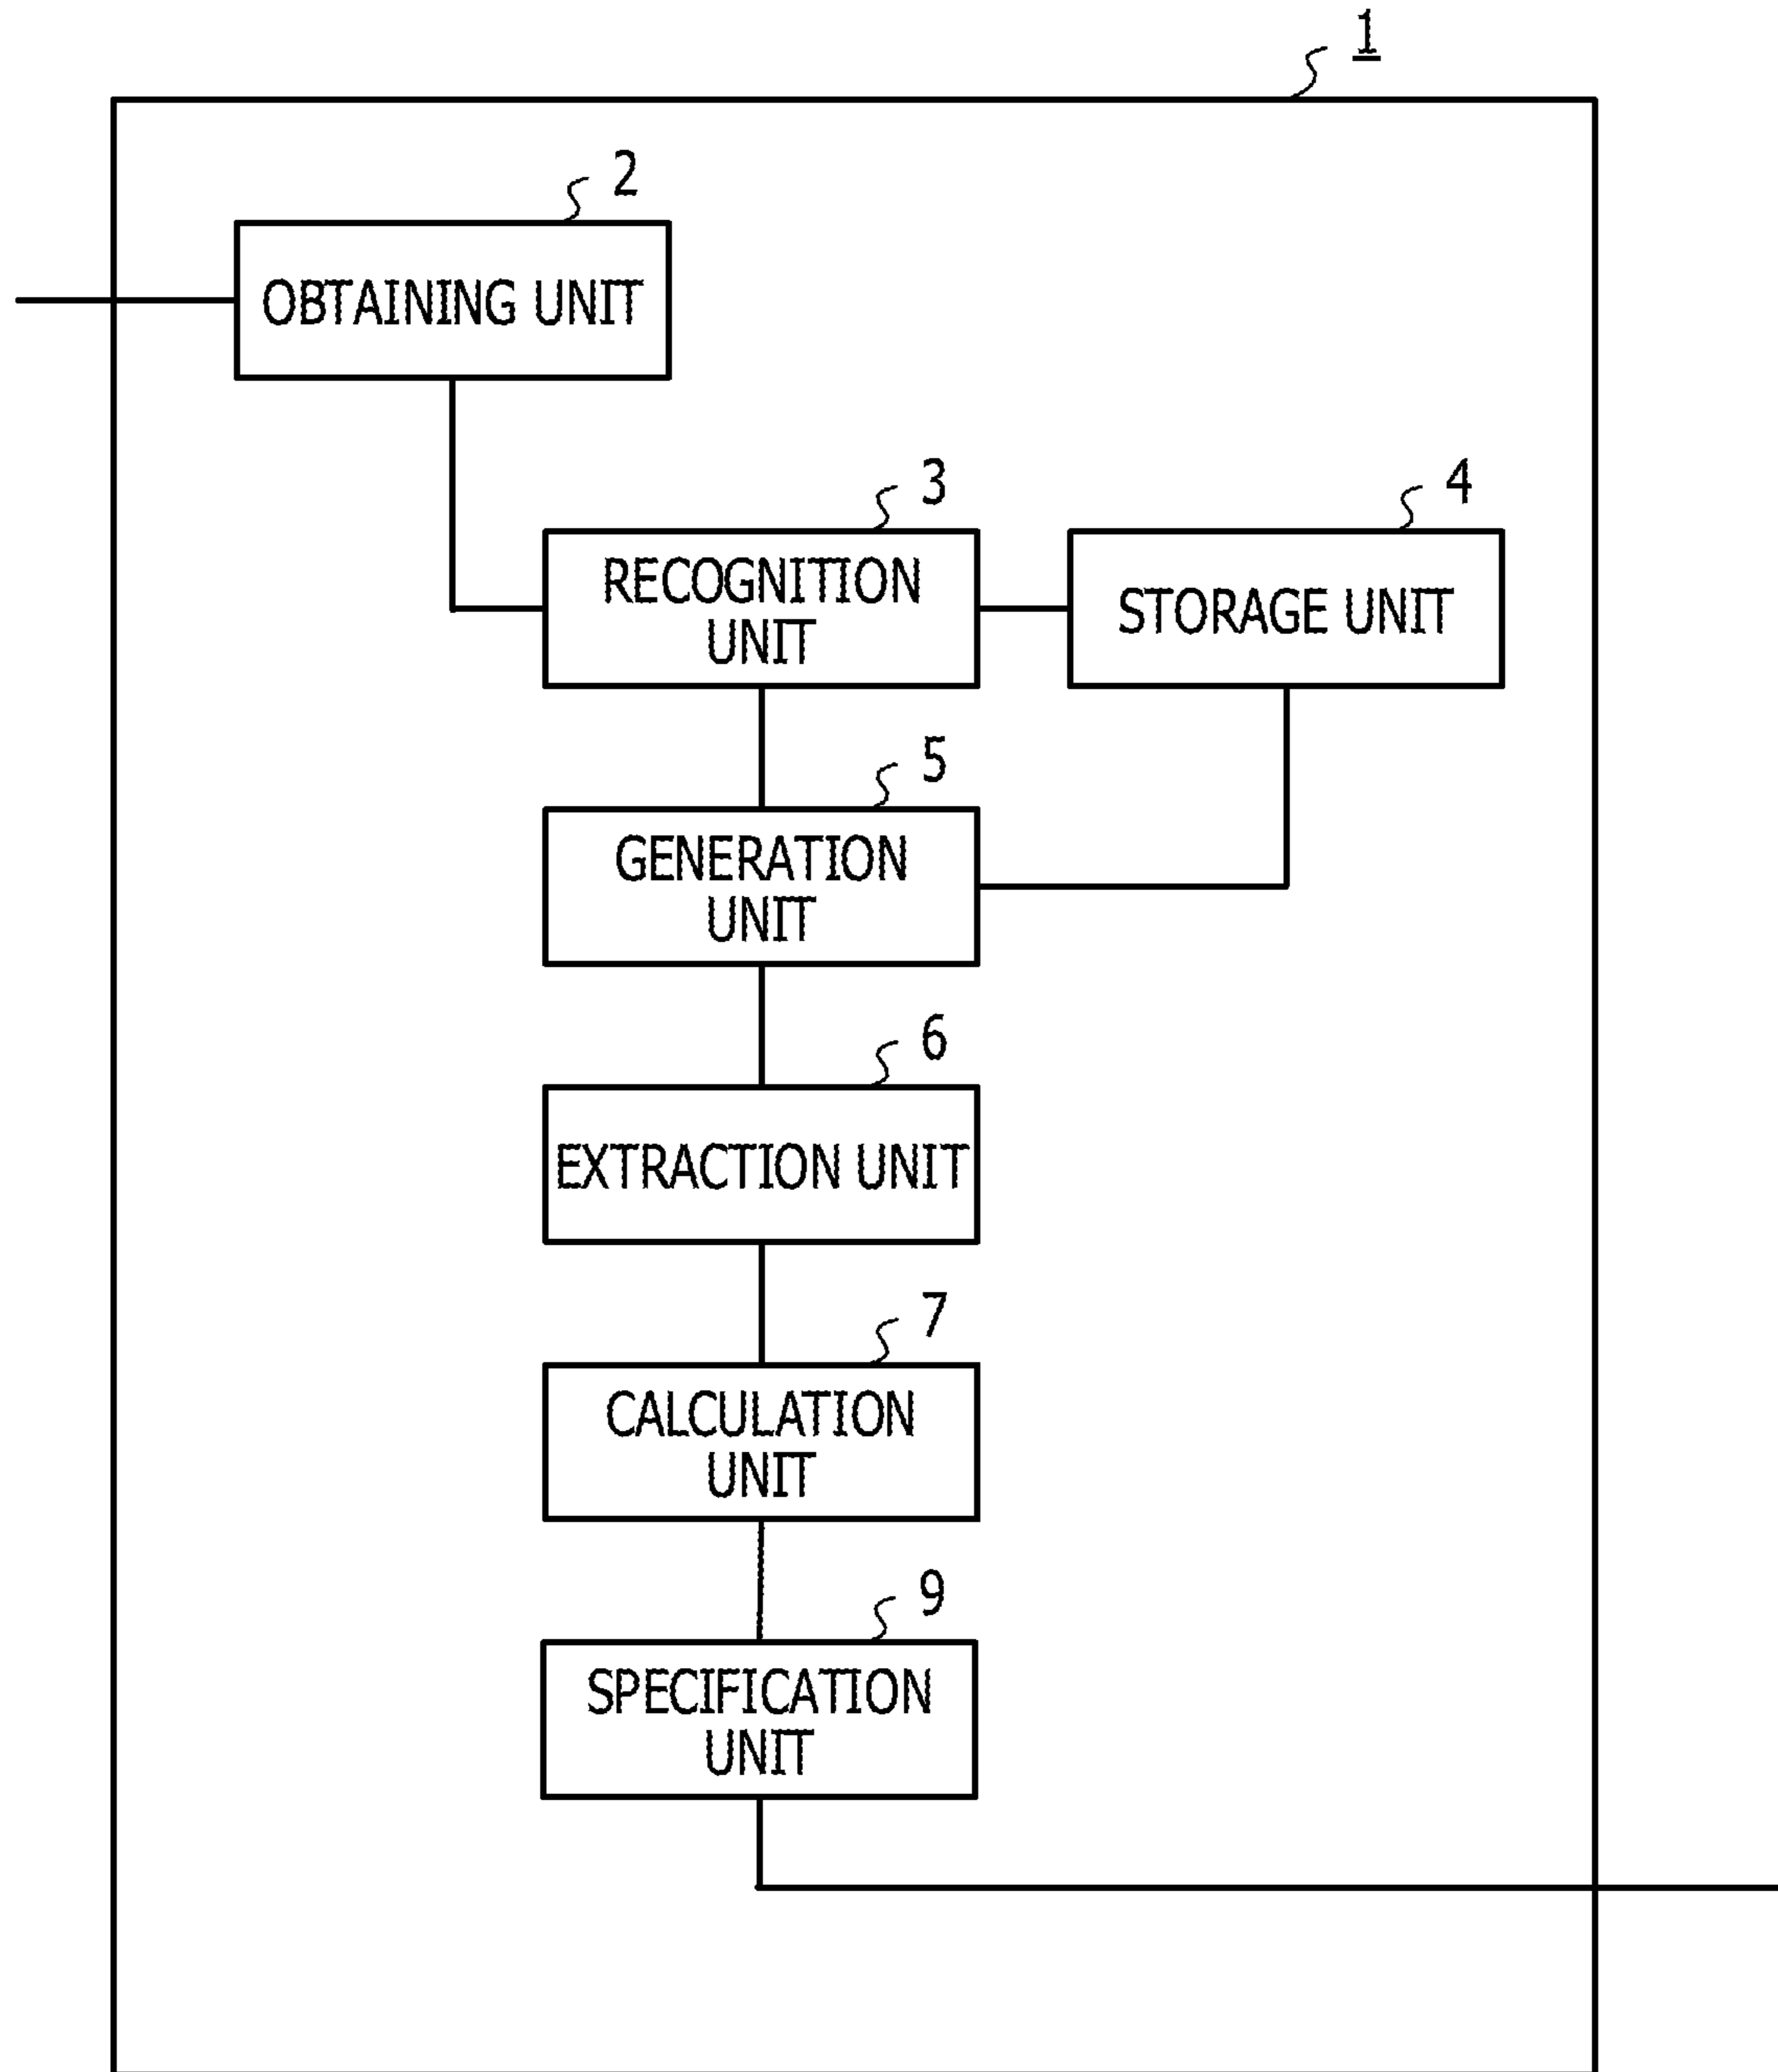 1
2
OBTAINING UNIT
3
4
RECOGNITION
UNIT
STORAGE UNIT
5
GENERATION
UNIT
6
EXTRACTION UNIT
7
CALCULATION
UNIT
9
SPECIFICATION
UNIT